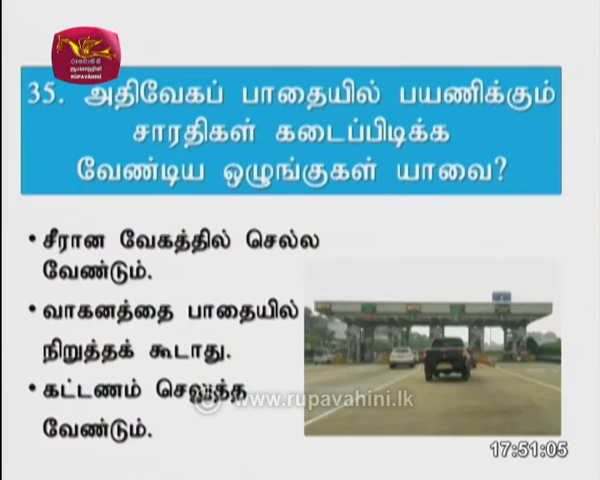 RUPAVAHINI
35. அதிவேகப் பாதையில் பயணிக்கும்
சாரதிகள் கடைப்பிடிக்க
வேண்டிய ஒழுங்குகள் யாவை?
• சீரான வேகத்தில் செல்ல
வேண்டும்.
• வாகனத்தை பாதையில்
நிறுத்தக் கூடாது.
• கட்டணம் செலுத்த
வேண்டும்.
© www.rupavahini.lk
17:51:05